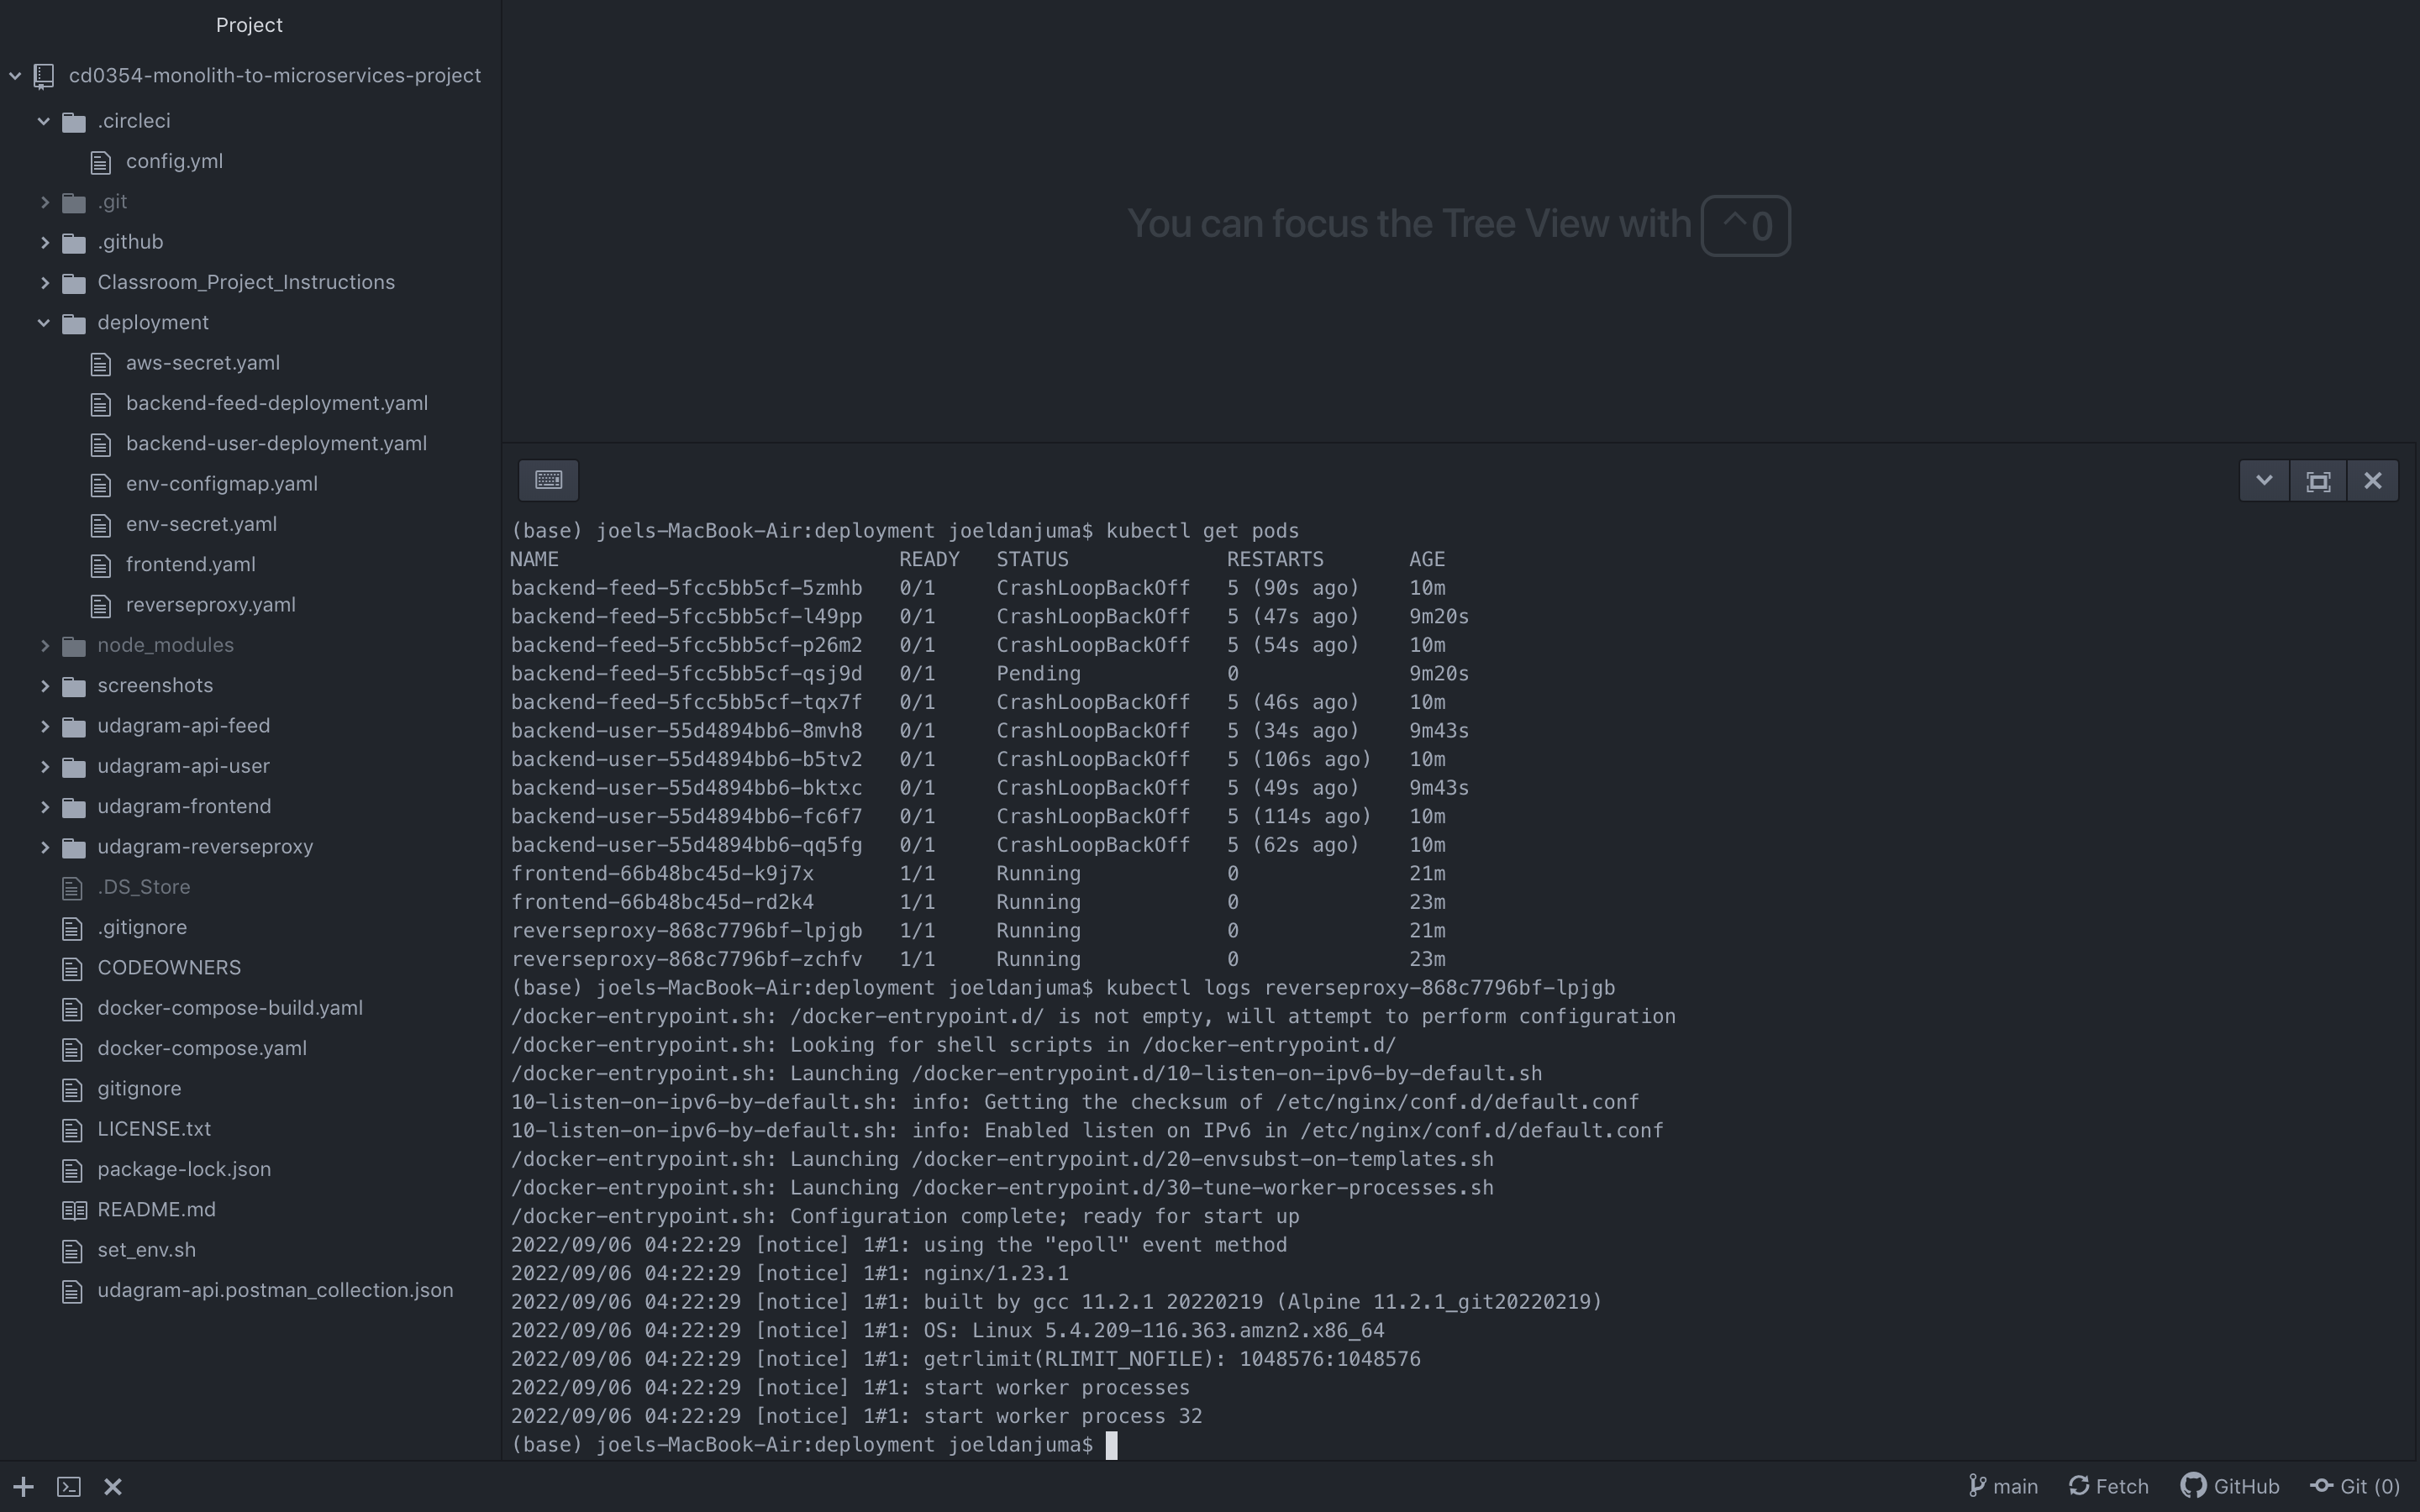 Project
cd0354-monolith-to-microservices-project
.circleci
config.yml
.git
.github
Classroom_Project_Instructions
deployment
aws-secret.yaml
backend-feed-deployment.yaml
backend-user-deployment.yaml
env-configmap.yaml
env-secret.yaml
frontend.yaml
reverseproxy.yaml
node_modules
screenshots
udagram-api-feed
udagram-api-user
udagram-frontend
udagram-reverseproxy
.DS_Store
.gitignore
CODEOWNERS
docker-compose-build.yaml
docker-compose.yaml
gitignore
LICENSE.txt
package-lock.json
README.md
set_env.sh
udagram-api.postman_collection.json
You can focus the Tree View with ^0
(base) joels-MacBook-Air:deployment joeldanjuma$ kubectl get pods
NAME READY STATUS RESTARTS AGE
backend-feed-5fcc5bb5cf-5zmhb 0/1 CrashLoopBackOff 5 (90s ago) 10m
backend-feed-5fcc5bb5cf-l49pp 0/1 CrashLoopBackOff 5 (47s ago) 9m20s
backend-feed-5fcc5bb5cf-p26m2 0/1 CrashLoopBackOff 5 (54s ago) 10m
backend-feed-5fcc5bb5cf-qsj9d 0/1 Pending 0 9m20s
backend-feed-5fcc5bb5cf-tqx7f 0/1 CrashLoopBackOff 5 (46s ago) 10m
backend-user-55d4894bb6-8mvh8 0/1 CrashLoopBackOff 5 (34s ago) 9m43s
backend-user-55d4894bb6-b5tv2 0/1 CrashLoopBackOff 5 (106s ago) 10m
backend-user-55d4894bb6-bktxc 0/1 CrashLoopBackOff 5 (49s ago) 9m43s
backend-user-55d4894bb6-fc6f7 0/1 CrashLoopBackOff 5 (114s ago) 10m
backend-user-55d4894bb6-qq5fg 0/1 CrashLoopBackOff 5 (62s ago) 10m
frontend-66b48bc45d-k9j7x 1/1 Running 0 21m
frontend-66b48bc45d-rd2k4 1/1 Running 0 23m
reverseproxy-868c7796bf-lpjgb 1/1 Running 0 21m
reverseproxy-868c7796bf-zchfv 1/1 Running 0 23m
(base) joels-MacBook-Air:deployment joeldanjuma$ kubectl logs reverseproxy-868c7796bf-lpjgb
/docker-entrypoint.sh: /docker-entrypoint.d/ is not empty, will attempt to perform configuration
/docker-entrypoint.sh: Looking for shell scripts in /docker-entrypoint.d/
/docker-entrypoint.sh: Launching /docker-entrypoint.d/10-listen-on-ipv6-by-default.sh
10-listen-on-ipv6-by-default.sh: info: Getting the checksum of /etc/nginx/conf.d/default.conf
10-listen-on-ipv6-by-default.sh: info: Enabled listen on IPv6 in /etc/nginx/conf.d/default.conf
/docker-entrypoint.sh: Launching /docker-entrypoint.d/20-envsubst-on-templates.sh
/docker-entrypoint.sh: Launching /docker-entrypoint.d/30-tune-worker-processes.sh
/docker-entrypoint.sh: Configuration complete; ready for start up
2022/09/06 04:22:29 [notice] 1#1: using the "epoll" event method
2022/09/06 04:22:29 [notice] 1#1: nginx/1.23.1
2022/09/06 04:22:29 [notice] 1#1: built by gcc 11.2.1 20220219 (Alpine 11.2.1_git20220219)
2022/09/06 04:22:29 [notice] 1#1: OS: Linux 5.4.209-116.363.amzn2.x86_64
2022/09/06 04:22:29 [notice] 1#1: getrlimit(RLIMIT_NOFILE): 1048576:1048576
2022/09/06 04:22:29 [notice] 1#1: start worker processes
2022/09/06 04:22:29 [notice] 1#1: start worker process 32
(base) joels-MacBook-Air:deployment joeldanjuma$
main Fetch GitHub Git (0)